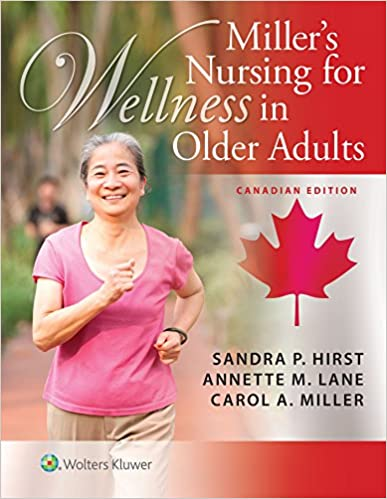 Miller's
Nursing for
Wellness in
Older Adults
CANADIAN EDITION
SANDRA P. HIRST
ANNETTE M. LANE
CAROL A. MILLER
Wolters Kluwer